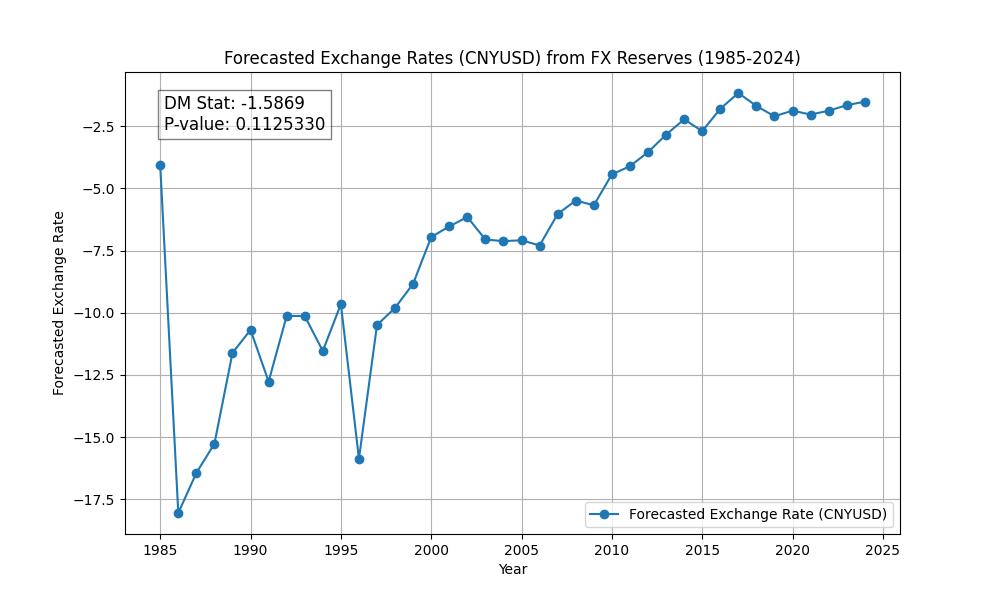 Forecasted Exchange Rates (CNYUSD) from FX Reserves (1985-2024)
DM Stat: -1.5869
P-value: 0.1125330
Forecasted Exchange Rate
−2.5
−5.0
−7.5
−10.0
−12.5
−15.0
−17.5
Forecasted Exchange Rate (CNYUSD)
1985 1990 1995 2000 2005 2010 2015 2020 2025
Year